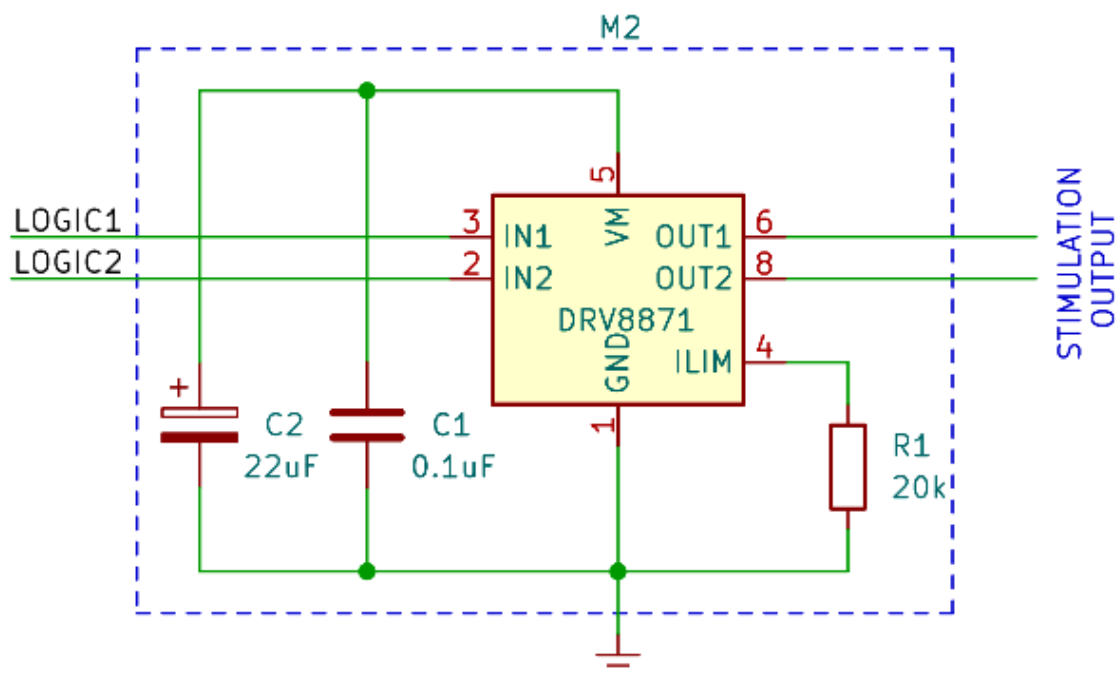 M2
LOGIC1
LOGIC2
3
2
5
IN1
IN2
VM
OUT1
OUT2
DRV8871
GND
ILIM
6
8
4
1
+
C2
22uF
C1
0.1uF
R1
20k
STIMULATION
OUTPUT